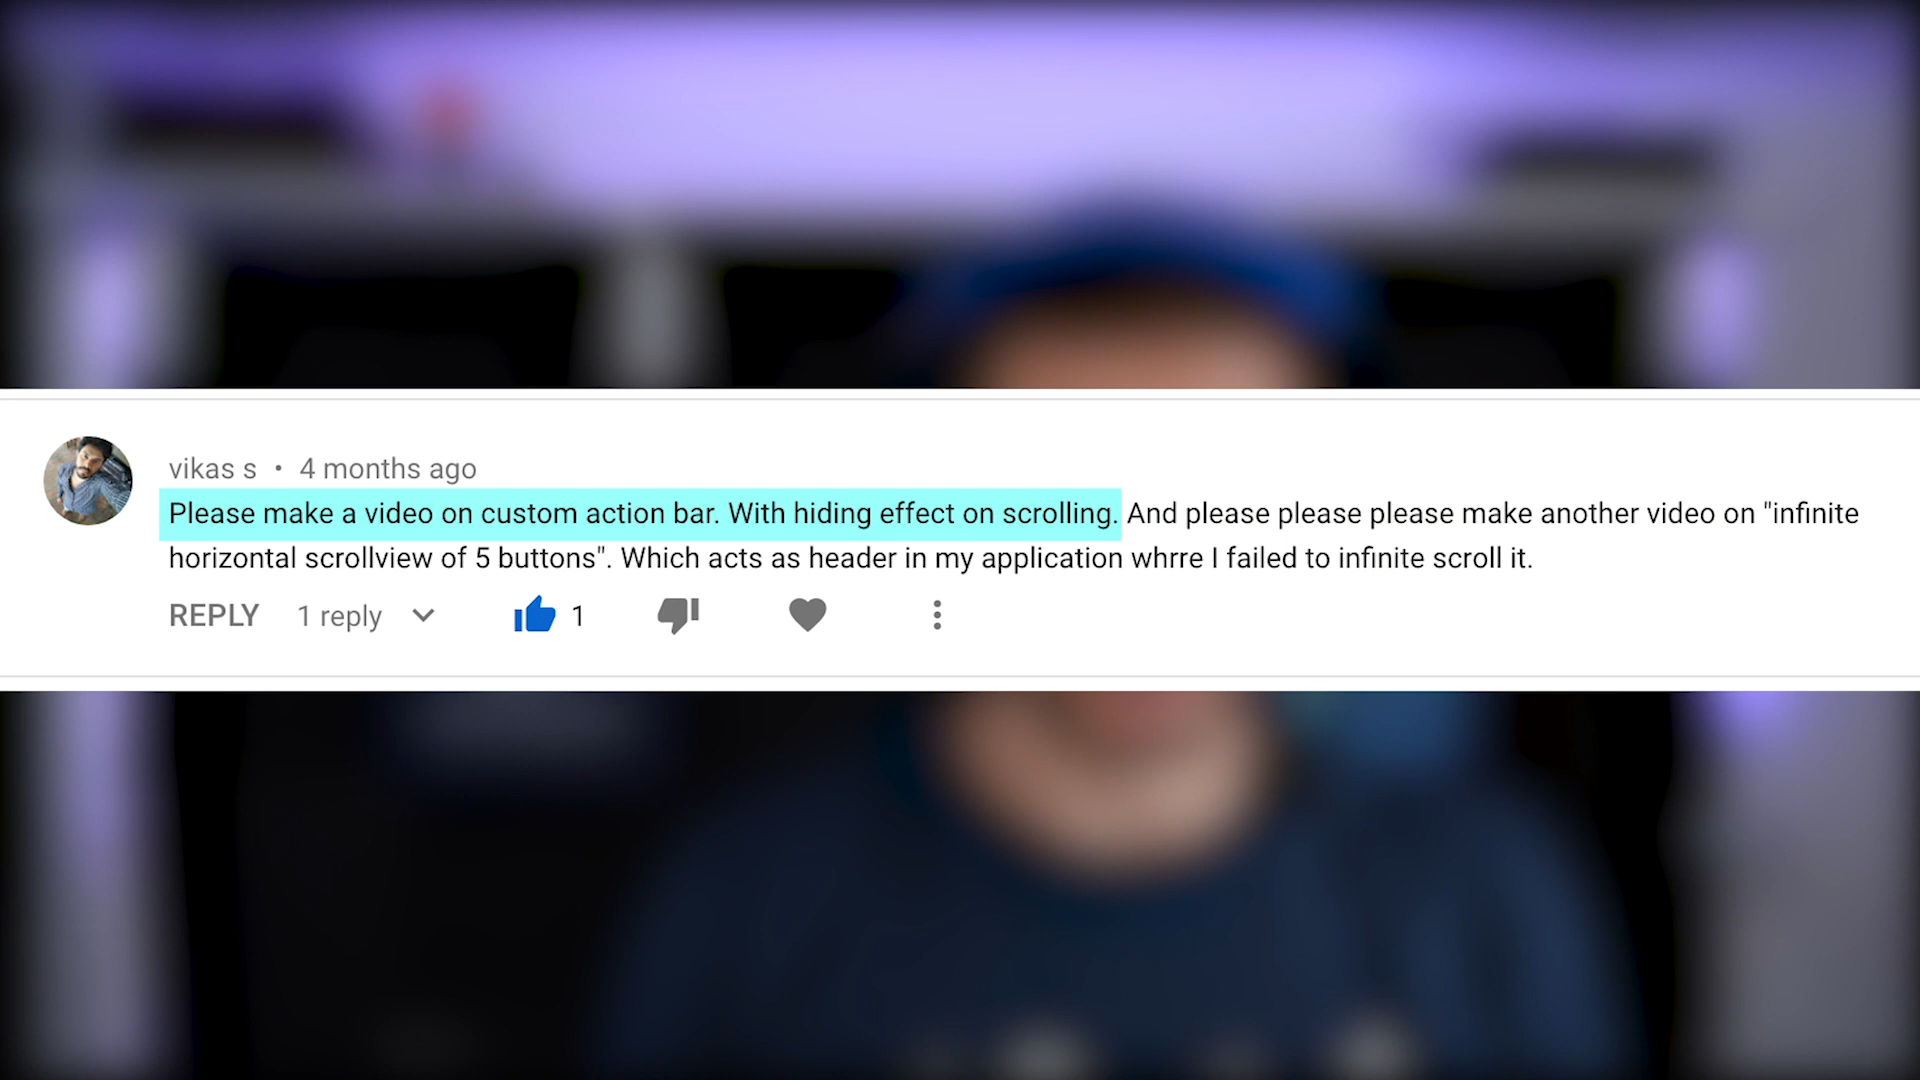 vikas s • 4 months ago
Please make a video on custom action bar. With hiding effect on scrolling. And please please please make another video on "infinite
horizontal scrollview of 5 buttons". Which acts as header in my application whrre I failed to infinite scroll it.
REPLY 1 reply 1